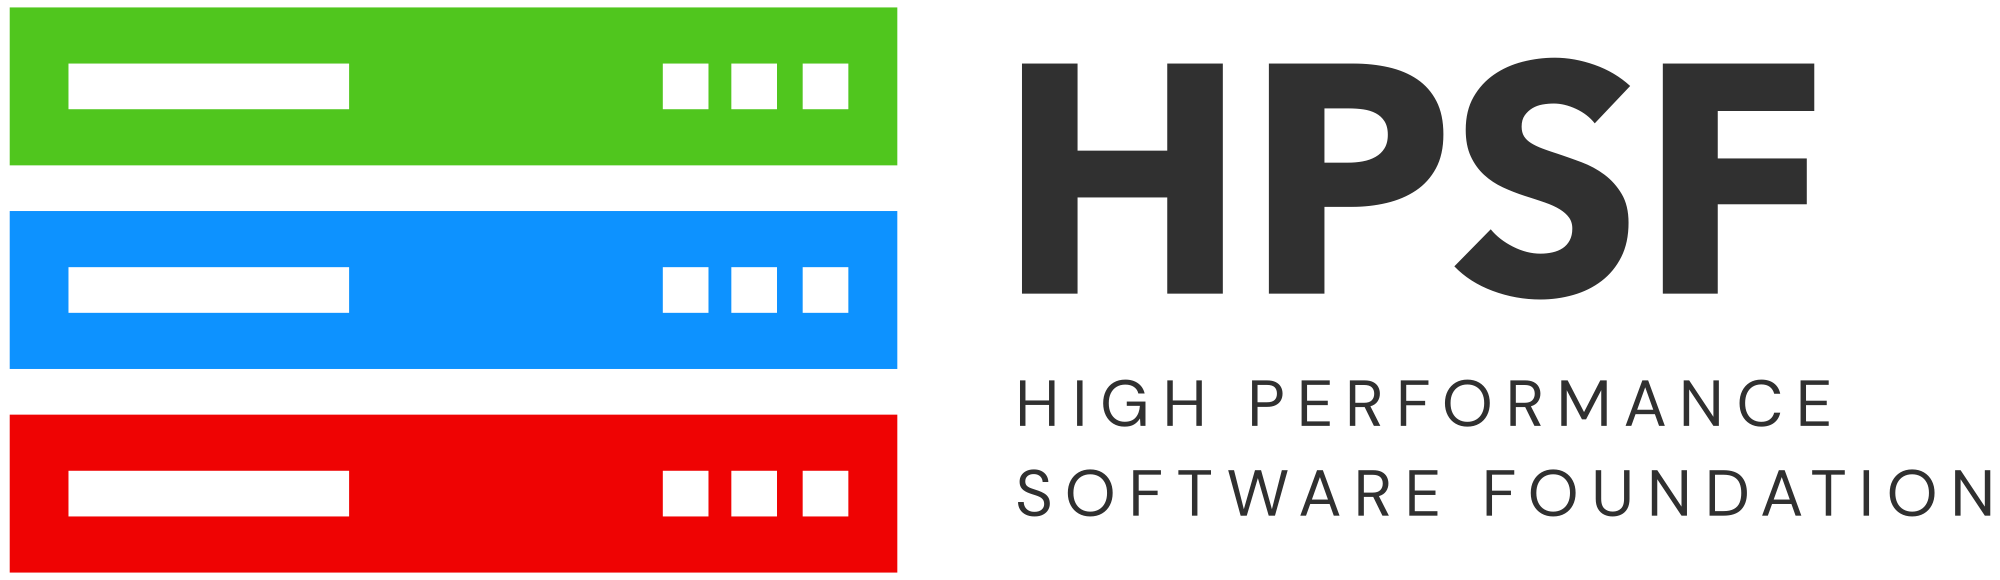 HPSF
HIGH PERFORMANCE
SOFTWARE FOUNDATION